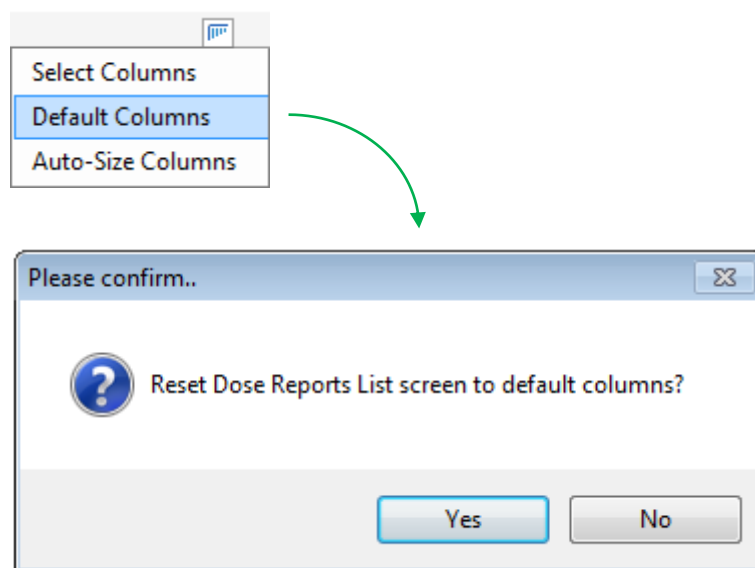 Select Columns
Default Columns
Auto-Size Columns
Please confirm..
Reset Dose Reports List screen to default columns?
Yes
No